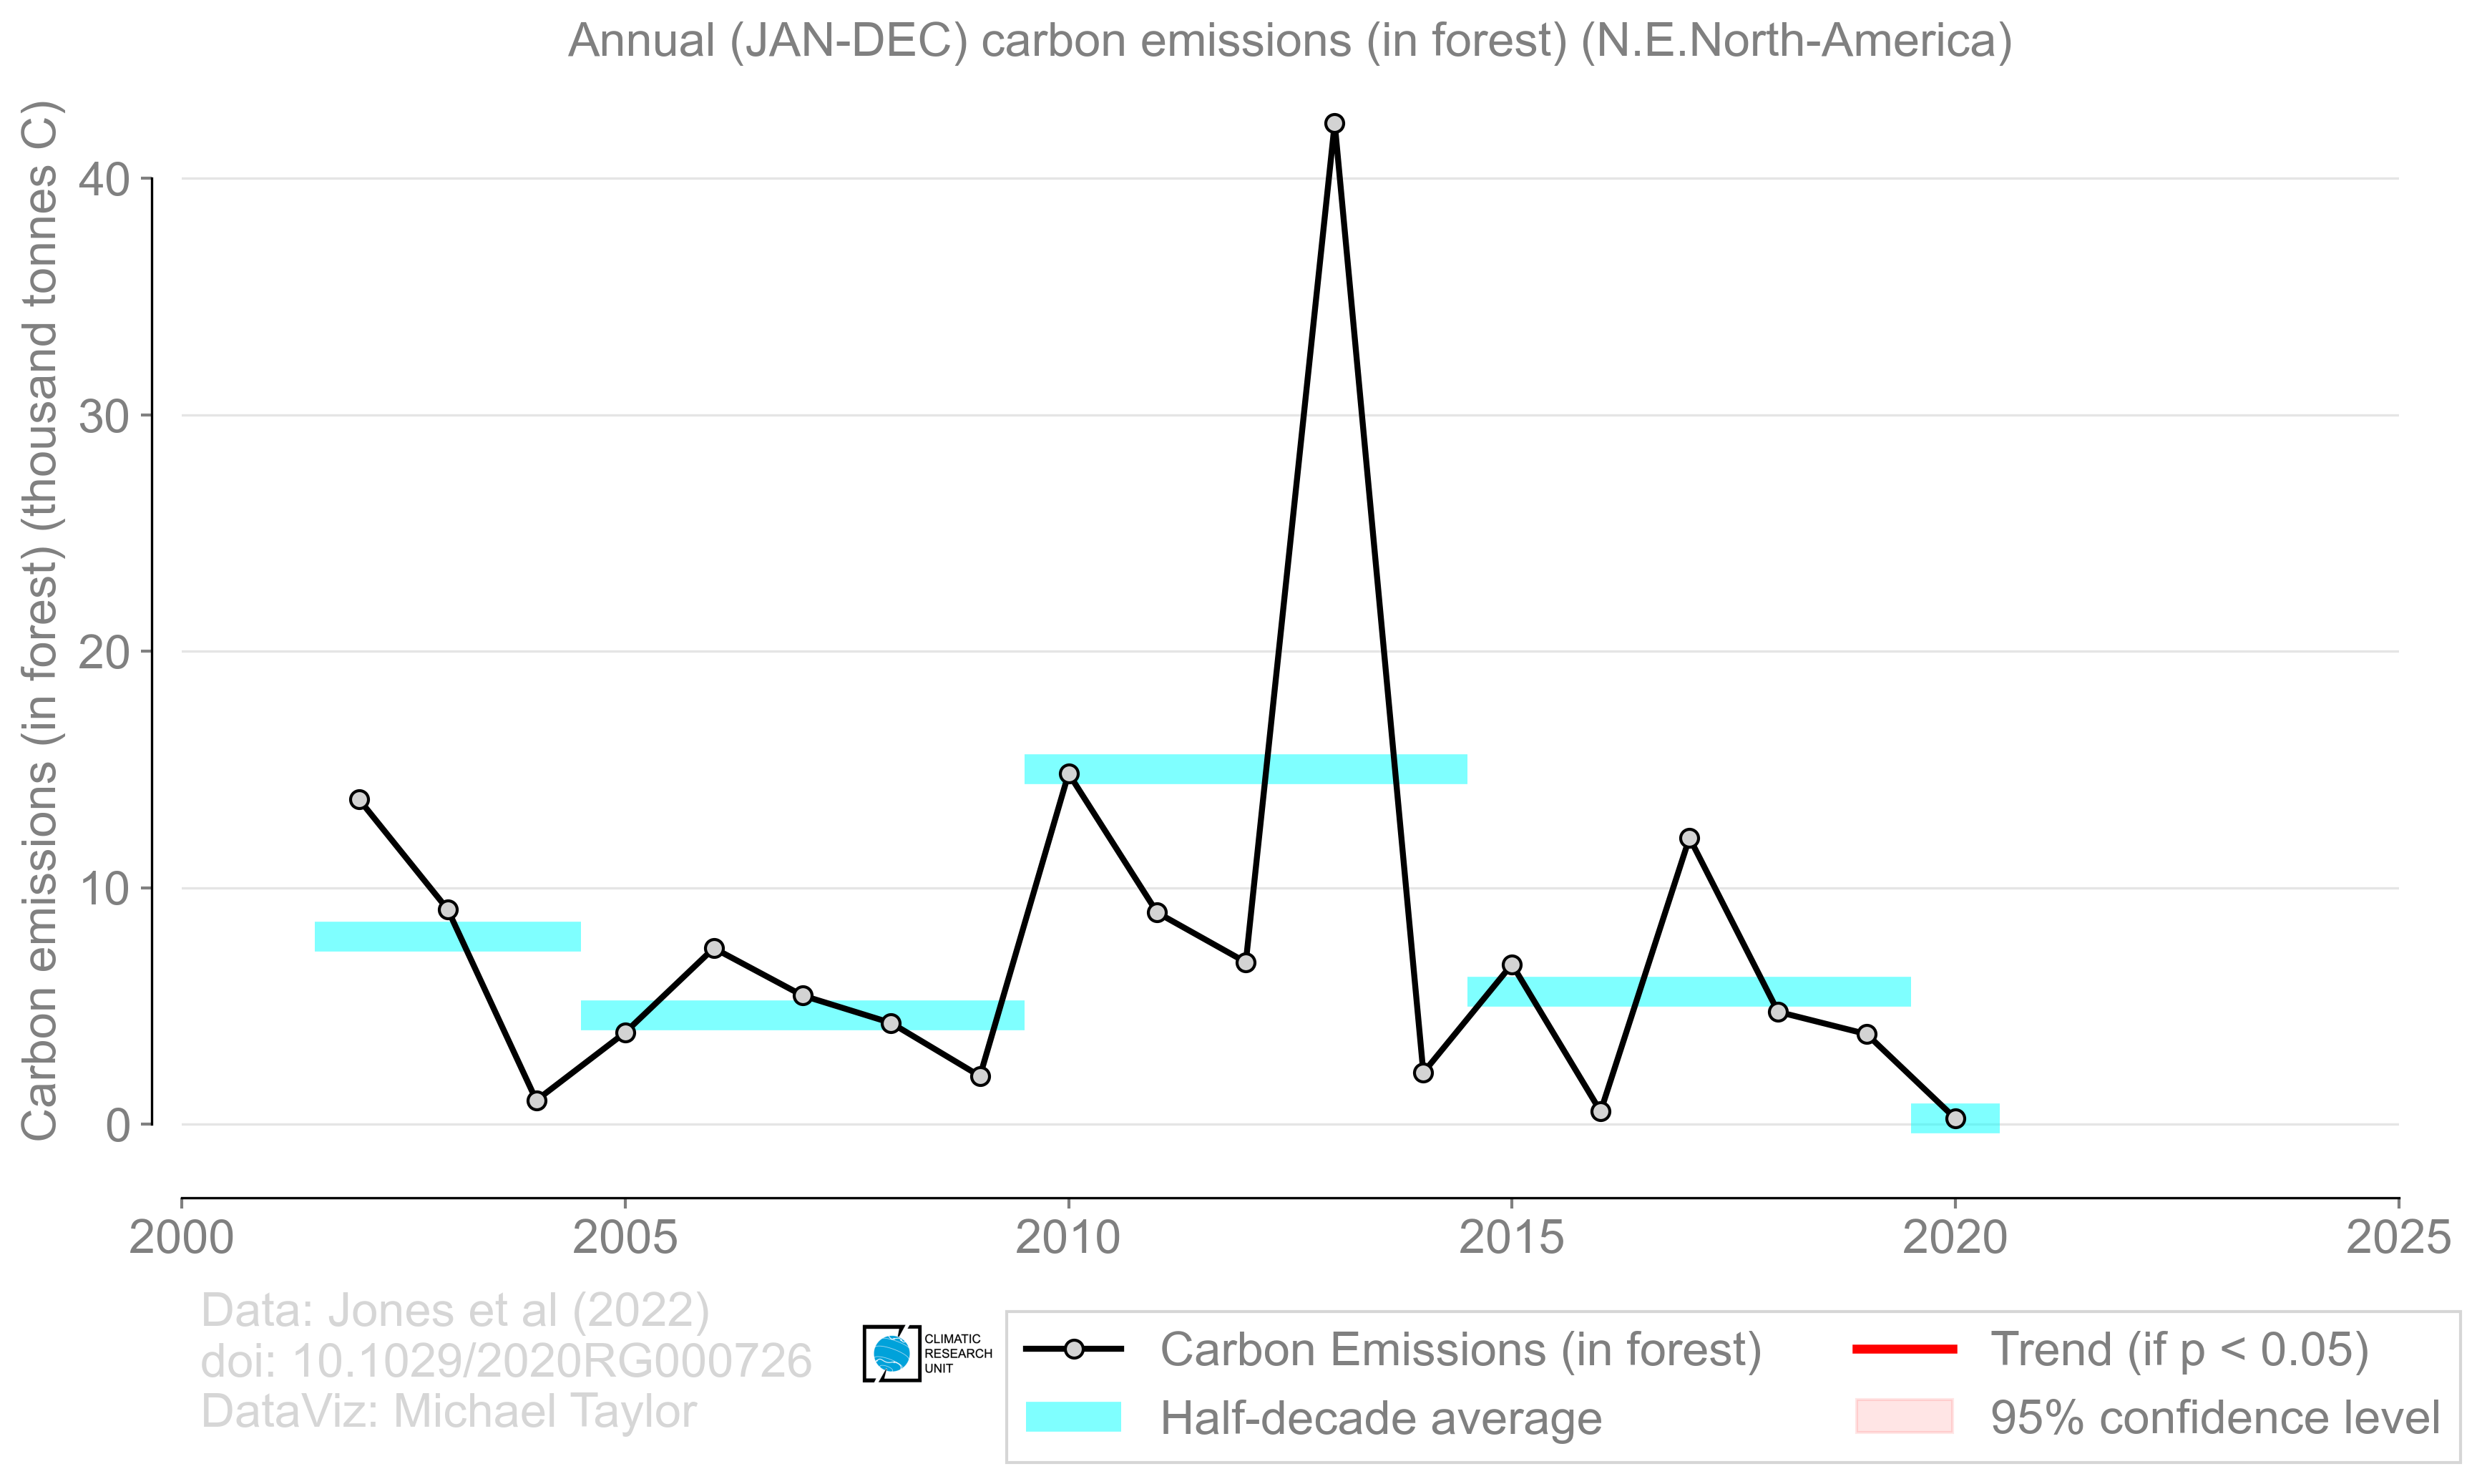 Annual (JAN-DEC) carbon emissions (in forest) (N.E.North-America)
Carbon emissions (in forest) (thousand tonnes C)
40
30
20
10
0
2000 2005 2010 2015 2020 2025
Data: Jones et al (2022)
doi: 10.1029/2020RG000726
DataViz: Michael Taylor
CLIMATIC
RESEARCH
UNIT
Carbon Emissions (in forest)
Half-decade average
Trend (if p < 0.05)
95% confidence level